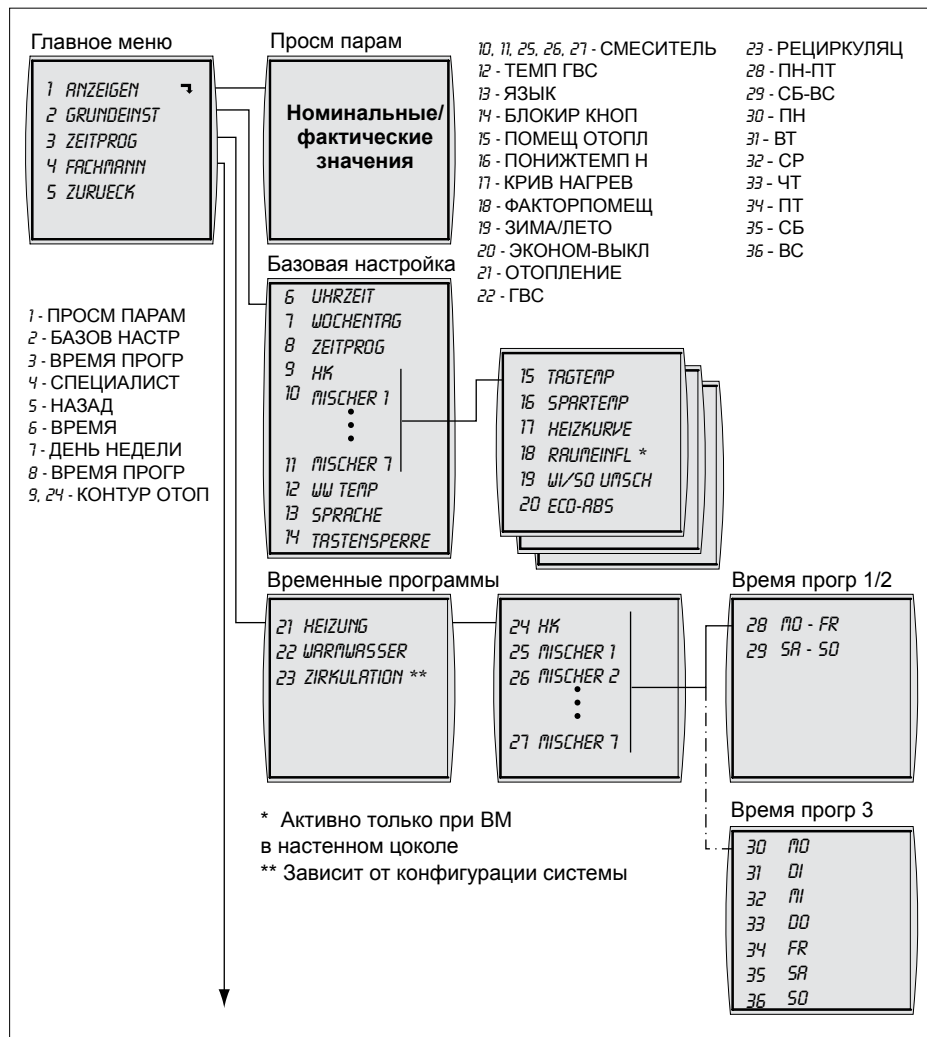 Главное меню
1 ANZEIGEN
2 GRUNDEINST
3 ZEITPROG
4 FACHMANN
5 ZURUECK
Просм парам
Номинальные/
фактические
значения
10, 11, 25, 26, 27 - СМЕСИТЕЛЬ
12 - ТЕМП ГВС
13 - ЯЗЫК
14 - БЛОКИР КНОП
15 - ПОМЕЩ ОТОПЛ
16 - ПОНИЖТЕМП Н
17 - КРИВ НАГРЕВ
18 - ФАКТОРПОМЕЩ
19 - ЗИМА/ЛЕТО
20 - ЭКОНОМ-ВЫКЛ
21 - ОТОПЛЕНИЕ
22 - ГВС
23 - РЕЦИРКУЛЯЦ
28 - ПН-ПТ
29 - СБ-ВС
30 - ПН
31 - ВТ
32 - СР
33 - ЧТ
34 - ПТ
35 - СБ
36 - ВС
1 - ПРОСМ ПАРАМ
2 - БАЗОВ НАСТР
3 - ВРЕМЯ ПРОГР
4 - СПЕЦИАЛИСТ
5 - НАЗАД
6 - ВРЕМЯ
7 - ДЕНЬ НЕДЕЛИ
8 - ВРЕМЯ ПРОГР
9, 24 - КОНТУР ОТОП
Базовая настройка
6 UHRZEIT
7 WOCHENTAG
8 ZEITPROG
9 HK
10 MISCHER 1
11 MISCHER 7
12 WW TEMP
13 SPRACHE
14 TASTENSPERRE
15 TAGTEMP
16 SPARTEMP
17 HEIZKURVE
18 RAUMEINFL *
19 WI/SO UMSCH
20 ECO-ABS
Временные программы
21 HEIZUNG
22 WARMWASSER
23 ZIRKULATION **
24 HK
25 MISCHER 1
26 MISCHER 2
27 MISCHER 7
Время прогр 1/2
28 MO - FR
29 SA - SO
Время прогр 3
30 MO
31 DI
32 MI
33 DO
34 FR
35 SA
36 SO
* Активно только при ВМ
в настенном цоколе
** Зависит от конфигурации системы